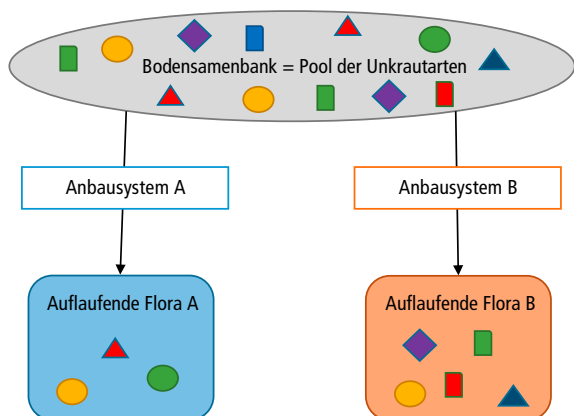 Bodensamenbank = Pool der Unkrautarten
Anbausystem A
Anbausystem B
Auflaufende Flora A
Auflaufende Flora B